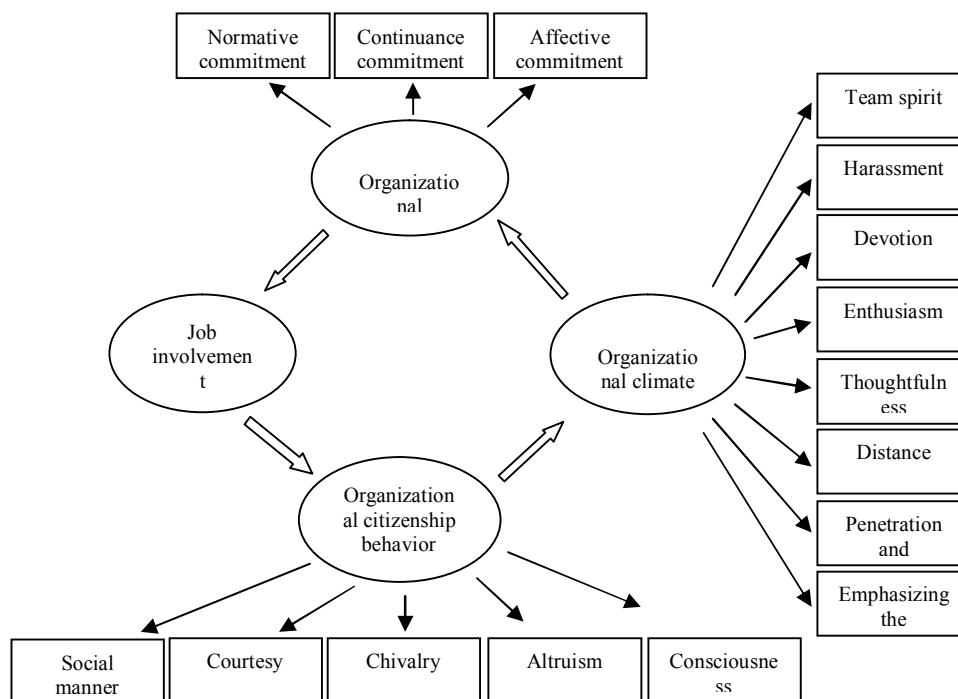 Normative
commitment
Continuance
commitment
Affective
commitment
Organizatio
nal
Job
involvemen
t
Organizatio
nal climate
Organization
al citizenship
behavior
Team spirit
Harassment
Devotion
Enthusiasm
Thoughtfuln
ess
Distance
Penetration
and
Emphasizing
the
Social
manner
Courtesy
Chivalry
Altruism
Consciousne
ss